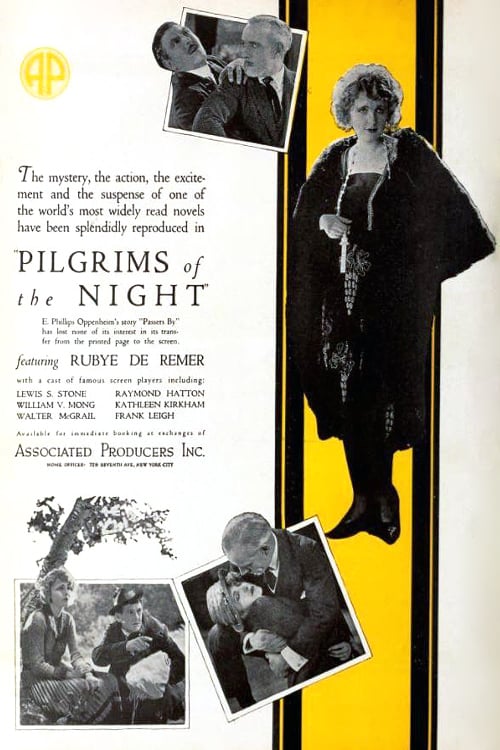 AP
The mystery, the action, the excite-
ment and the suspense of one of
the world's most widely read novels
have been splendidly reproduced in
"PILGRIMS of
the NIGHT"
E. Phillips Oppenheim's story "Passers By"
has lost none of its interest in its trans-
fer from the printed page to the screen.
featuring RUBYE DE REMER
with a cast of famous screen players including:
LEWIS S. STONE RAYMOND HATTON
WILLIAM V. MONG KATHLEEN KIRKHAM
WALTER McGRAIL FRANK LEIGH
Available for immediate booking at exchanges of
ASSOCIATED PRODUCERS INC.
HOME OFFICES: TEN SEVENTH AVE, NEW YORK CITY